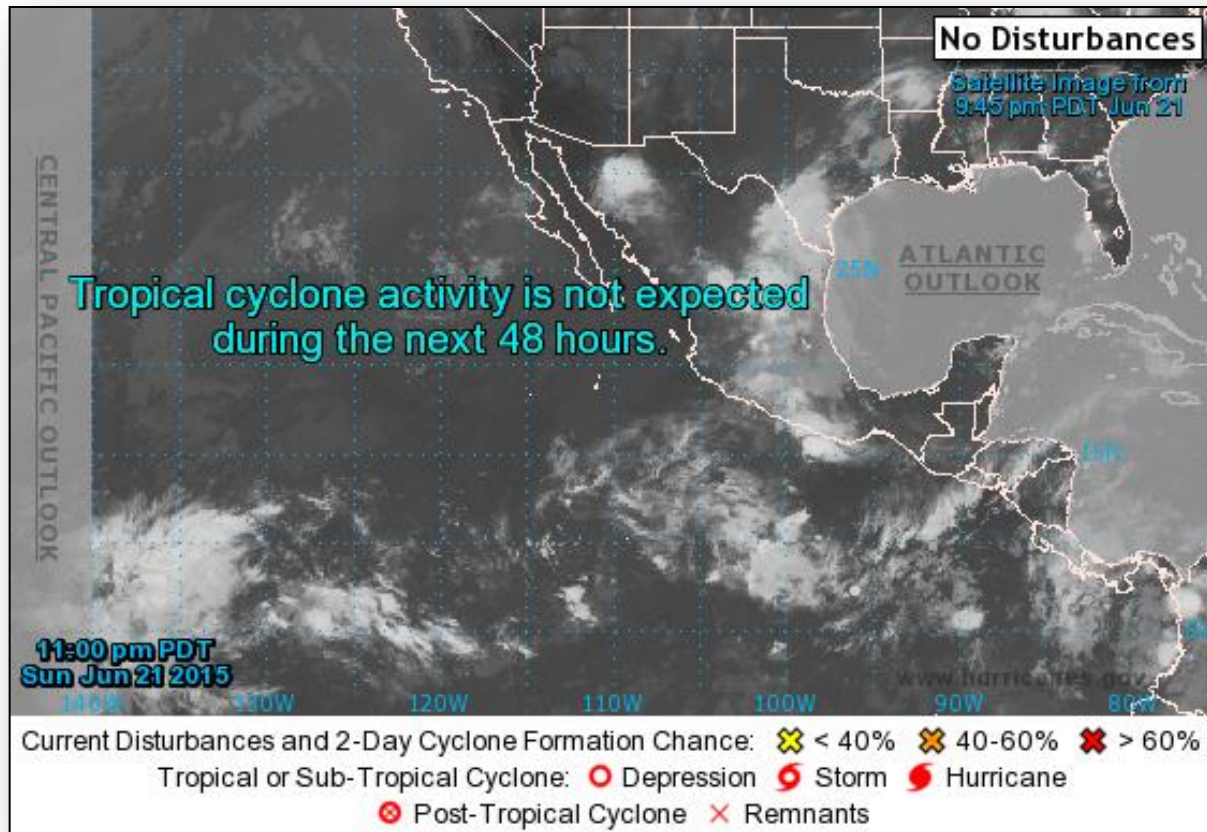 No Disturbances
Satellite Image from
9:45 pm PDT Jun 21
CENTRAL PACIFIC OUTLOOK
ATLANTIC
OUTLOOK
25N
Tropical cyclone activity is not expected
during the next 48 hours.
15N
11:00 pm PDT
Sun Jun 21 2015
www.hurricanes.gov
140W 130W 120W 110W 100W 90W 80W
Current Disturbances and 2-Day Cyclone Formation Chance: < 40% 40-60% > 60%
Tropical or Sub-Tropical Cyclone: Depression Storm Hurricane
Post-Tropical Cyclone Remnants